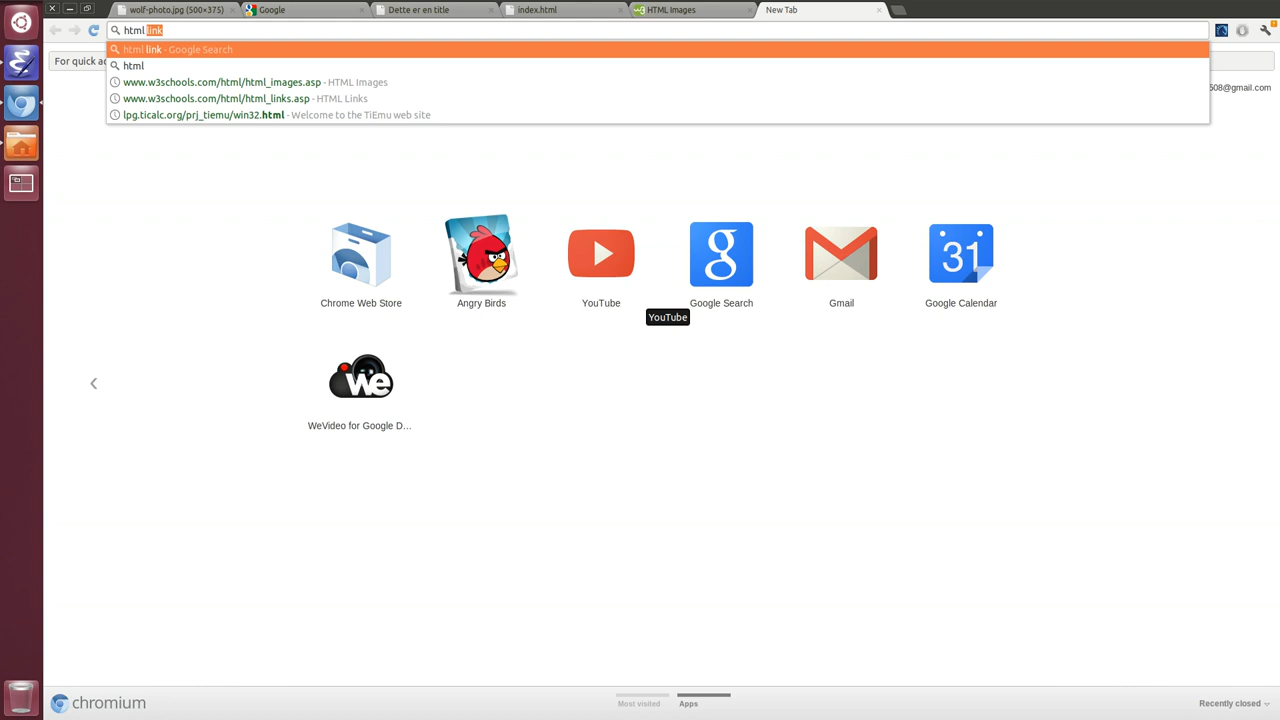 wolf-photo.jpg (500×375)
Google
Dette er en title
index.html
HTML Images
New Tab
html link
html link - Google Search
For quick ac
html
www.w3schools.com/html/html_images.asp - HTML Images
508@gmail.com
www.w3schools.com/html/html_links.asp - HTML Links
lpg.ticalc.org/prj_tiemu/win32.html - Welcome to the TiEmu web site
g
31
Chrome Web Store
Angry Birds
YouTube
Google Search
Gmail
Google Calendar
YouTube
We
WeVideo for Google D...
chromium
Most visited
Apps
Recently closed